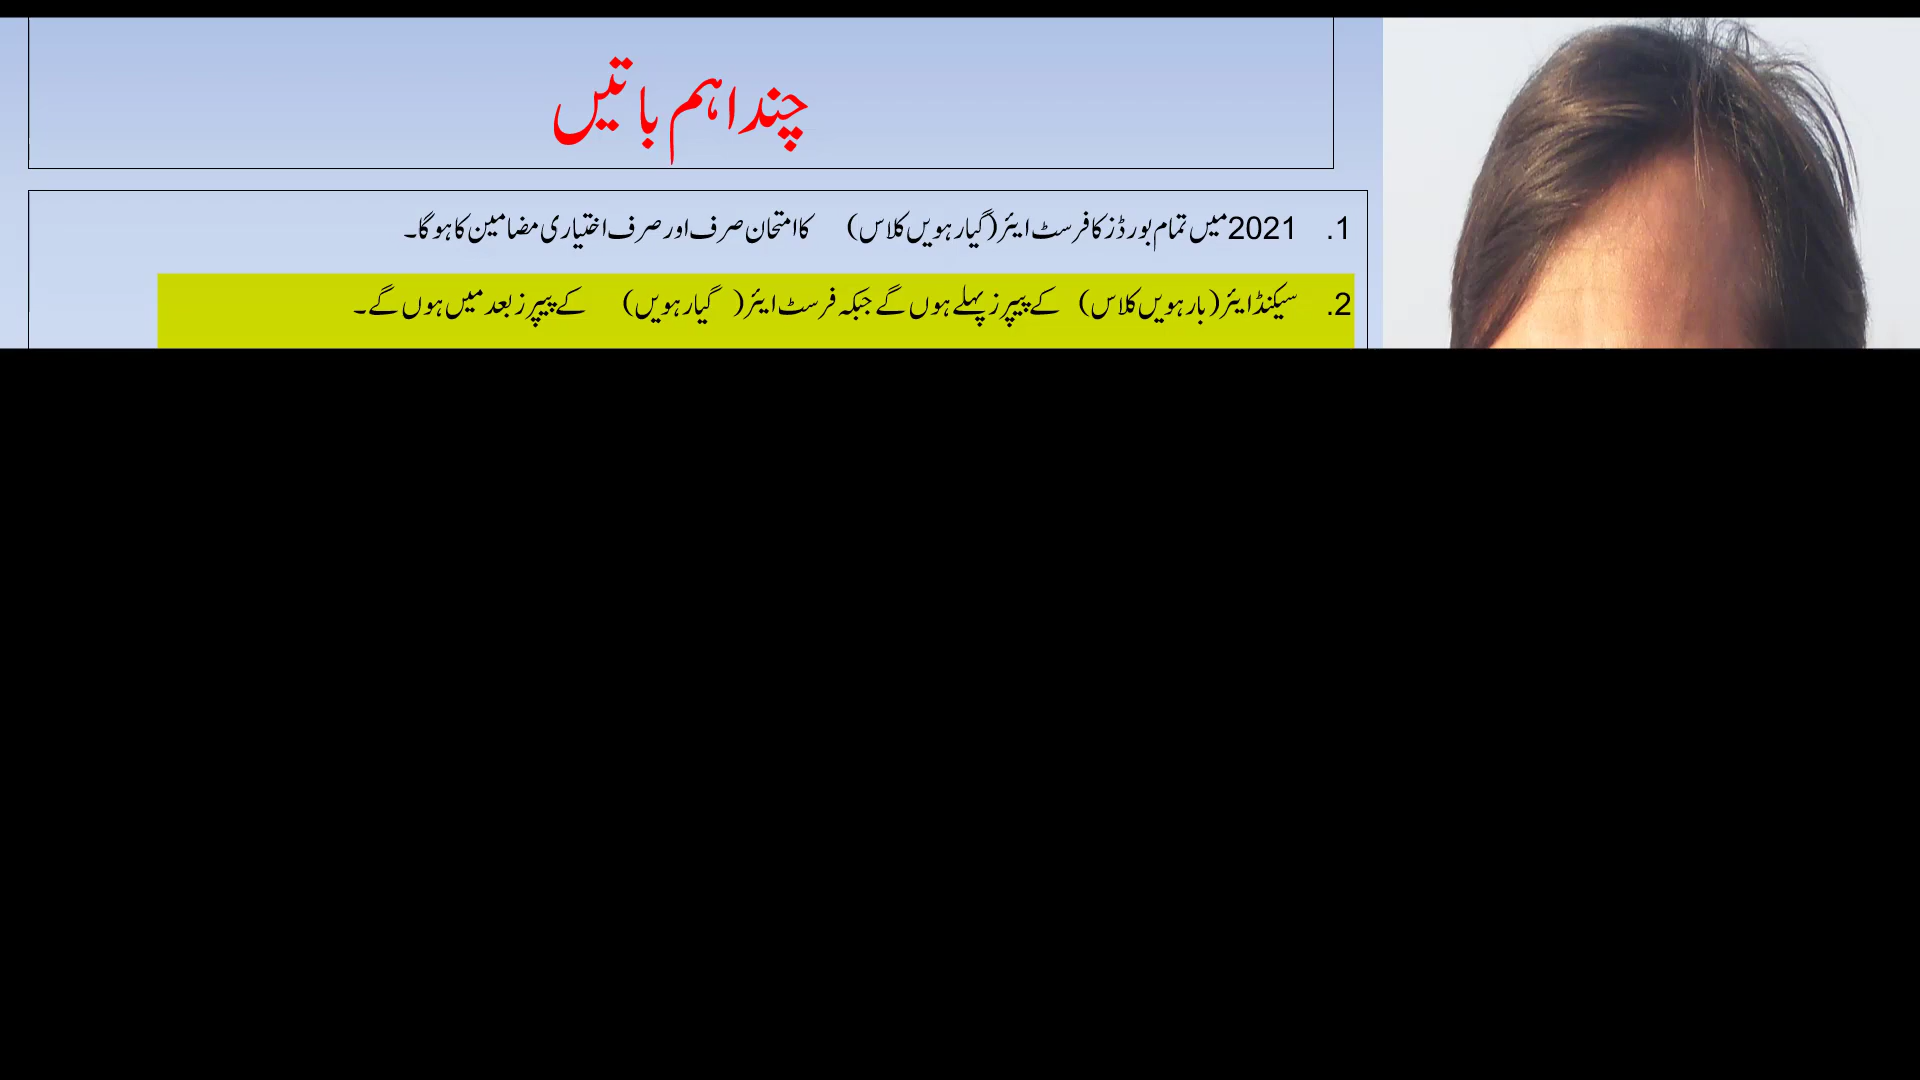 چند اہم باتیں
1. 2021 میں تمام بورڈز کا فرسٹ ایئر (گیارہویں کلاس) کا امتحان صرف اور صرف اختیاری مضامین کا ہو گا۔
2. سیکنڈ ایئر (بارہویں کلاس) کے پیپرز پہلے ہوں گے جبکہ فرسٹ ایئر ( گیارہویں) کے پیپرز بعد میں ہوں گے۔